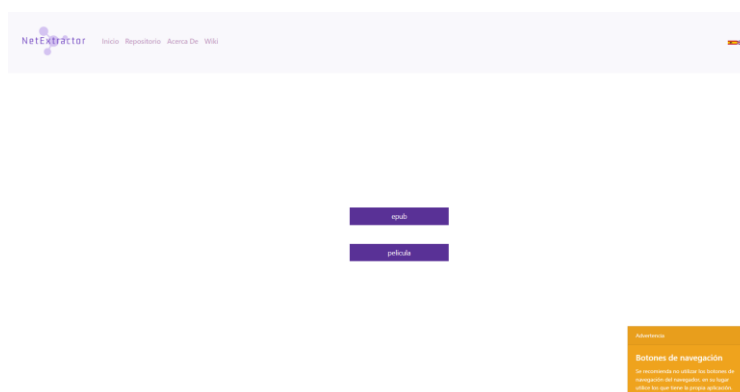 NetExtractor
Inicio Repositorio Acerca De Wiki
epub
película
Advertencia
Botones de navegación
Se recomienda no utilizar los botones de
navegación del navegador, en su lugar
utilice los que tiene la propia aplicación.